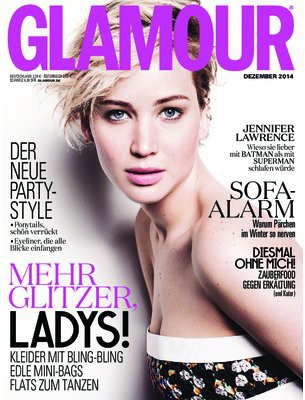 GLAMOUR
DEZEMBER 2014
GLAMOUR.DE
JENNIFER
LAWRENCE
Wieso sie lieber
mit BATMAN als mit
SUPERMAN
schlafen würde
SOFA-
ALARM
Warum Pärchen
im Winter so nerven
DIESMAL
OHNE MICH!
ZAUBERFOOD
GEGEN ERKÄLTUNG
(und Kater)
DER
NEUE
PARTY-
STYLE
• Ponytails,
schön verrückt
• Eyeliner, die alle
Blicke einfangen
MEHR
GLITZER,
LADYS!
KLEIDER MIT BLING-BLING
EDLE MINI-BAGS
FLATS ZUM TANZEN